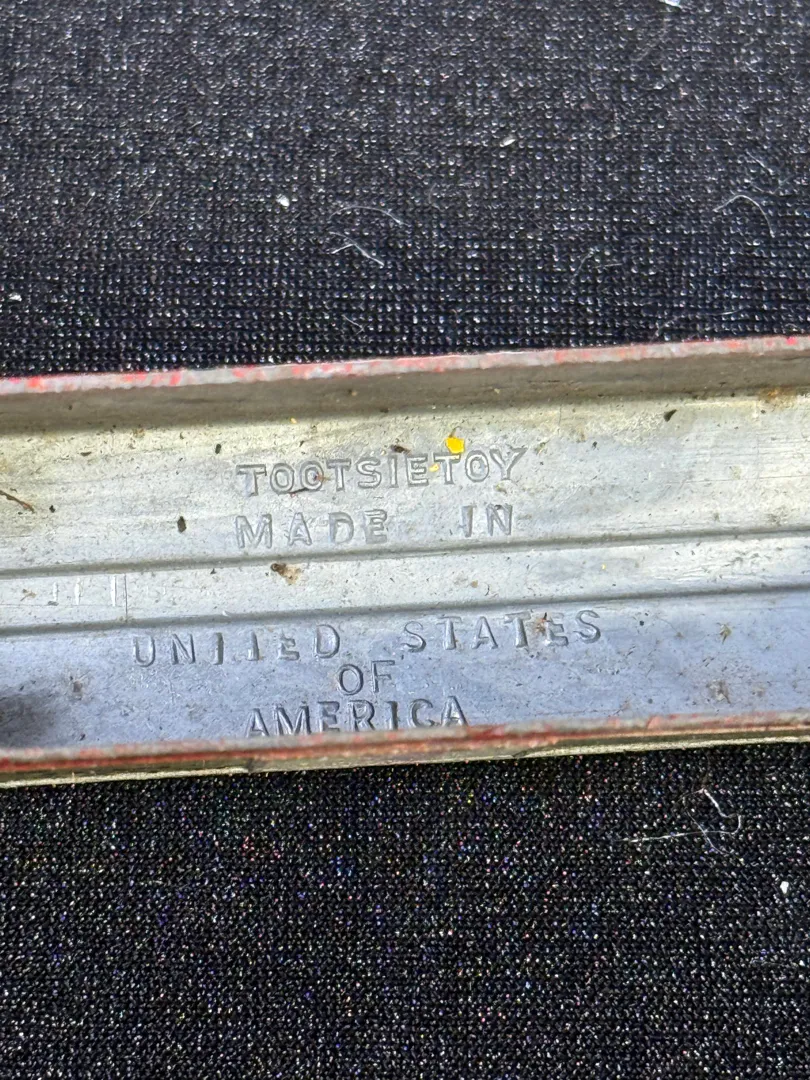 TOOTSIETOY
MADE IN
UNITED STATES
OF
AMERICA